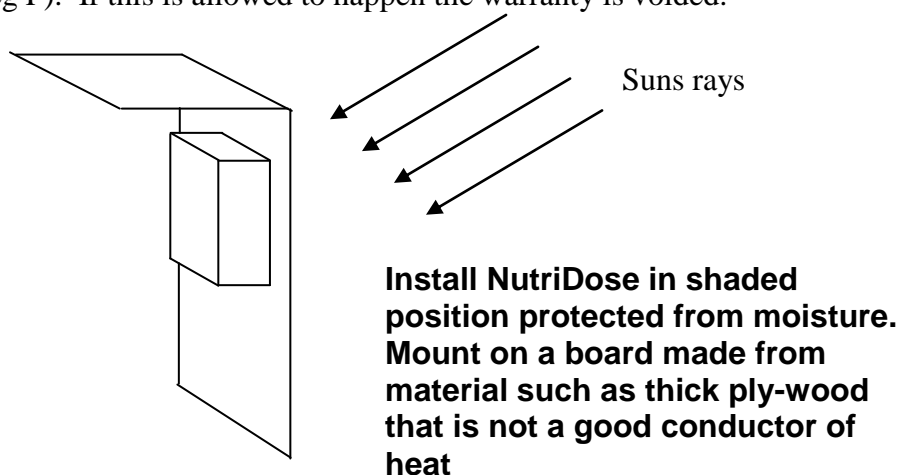 If this is allowed to happen the warranty is voided.
Suns rays
Install NutriDose in shaded
position protected from moisture.
Mount on a board made from
material such as thick ply-wood
that is not a good conductor of
heat